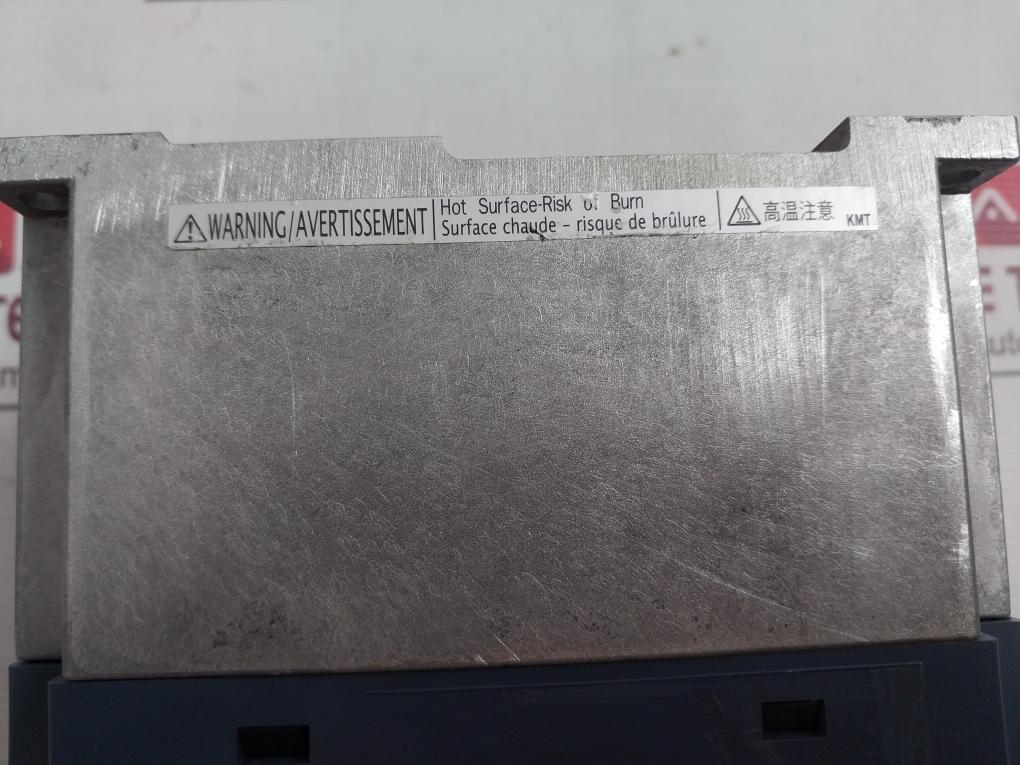 WARNING/AVERTISSEMENT
Hot Surface-Risk of Burn
Surface chaude - risque de brûlure
高温注意
KMT